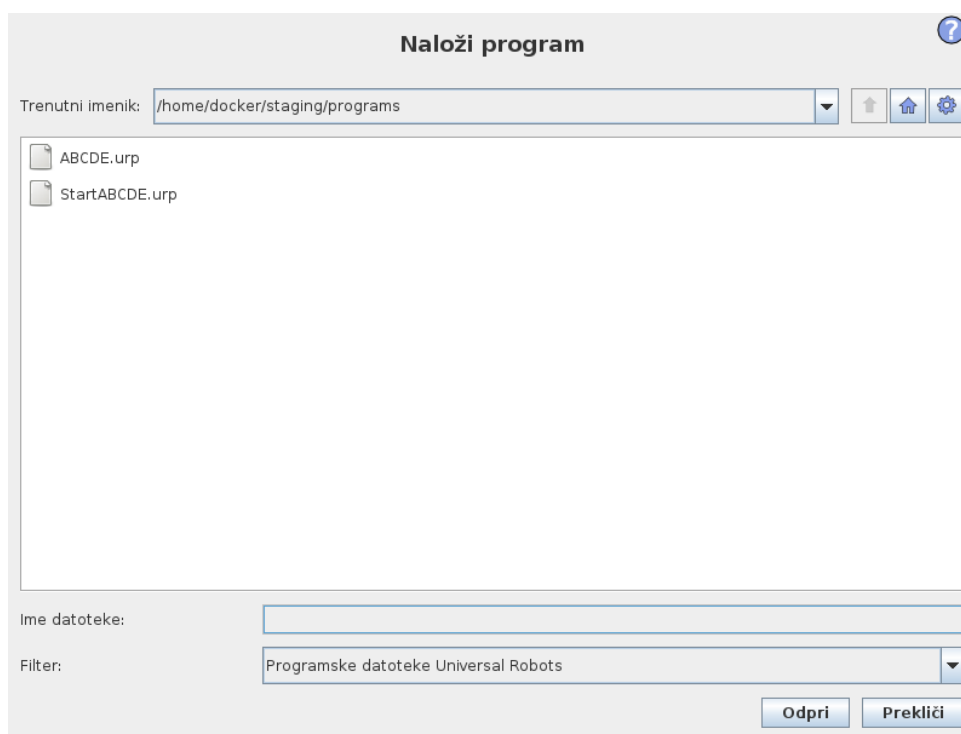 Naloži program
?
Trenutni imenik: /home/docker/staging/programs
ABCDE.urp
StartABCDE.urp
Ime datoteke:
Filter: Programske datoteke Universal Robots
Odpri Prekliči